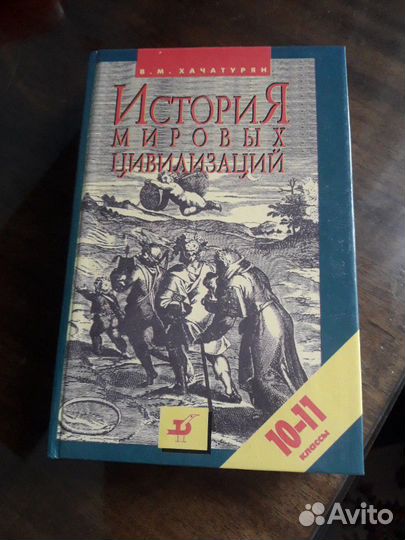 В. М. ХАЧАТУРЯН
ИСТОРИЯ
МИРОВЫХ
ЦИВИЛИЗАЦИЙ
10–11
классы
Avito